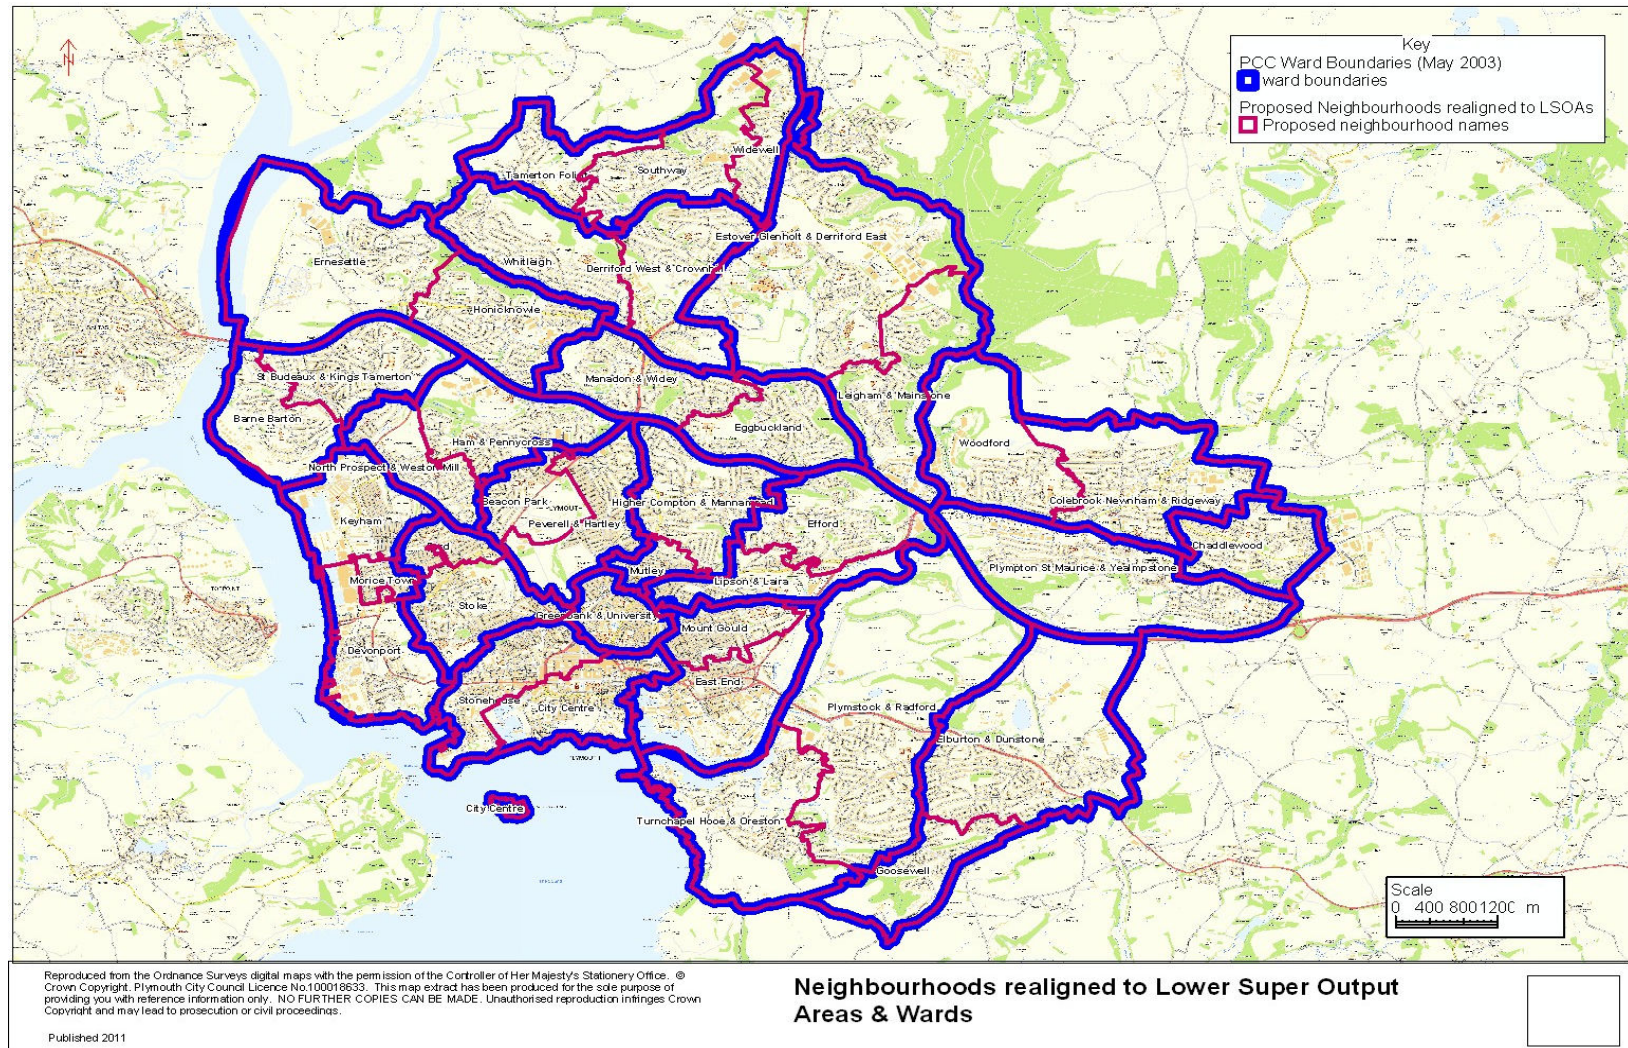 Key
PCC Ward Boundaries (May 2003)
ward boundaries
Proposed Neighbourhoods realigned to LSOAs
Proposed neighbourhood names
N
Widewell
Tamerton Foliot
Southway
Estover Glenholt & Derriford East
Ernesettle
Whitleigh
Derriford West & Crownhill
Honicknowle
St Budeaux & Kings Tamerton
Manadon & Widey
Leigham & Mainstone
Barne Barton
Eggbuckland
Ham & Pennycross
Woodford
North Prospect & Weston Mill
Beacon Park
Higher Compton & Mannamead
Colebrook Newnham & Ridgeway
Keyham
Peverell & Hartley
Efford
Chaddlewood
Morice Town
Mutley
Lipson & Laira
Plympton St Maurice & Yealmpstone
Stoke
Greenbank & University
Mount Gould
Devonport
East End
Stonehouse
City Centre
Plymstock & Radford
Elburton & Dunstone
City Centre
Turnchapel Hooe & Oreston
Goosewell
Scale
0 400 800 1200 m
Reproduced from the Ordnance Surveys digital maps with the permission of the Controller of Her Majesty's Stationery Office. ©
Crown Copyright. Plymouth City Council Licence No.100018633. This map extract has been produced for the sole purpose of
providing you with reference information only. NO FURTHER COPIES CAN BE MADE. Unauthorised reproduction infringes Crown
Copyright and may lead to prosecution or civil proceedings.
Published 2011
Neighbourhoods realigned to Lower Super Output
Areas & Wards